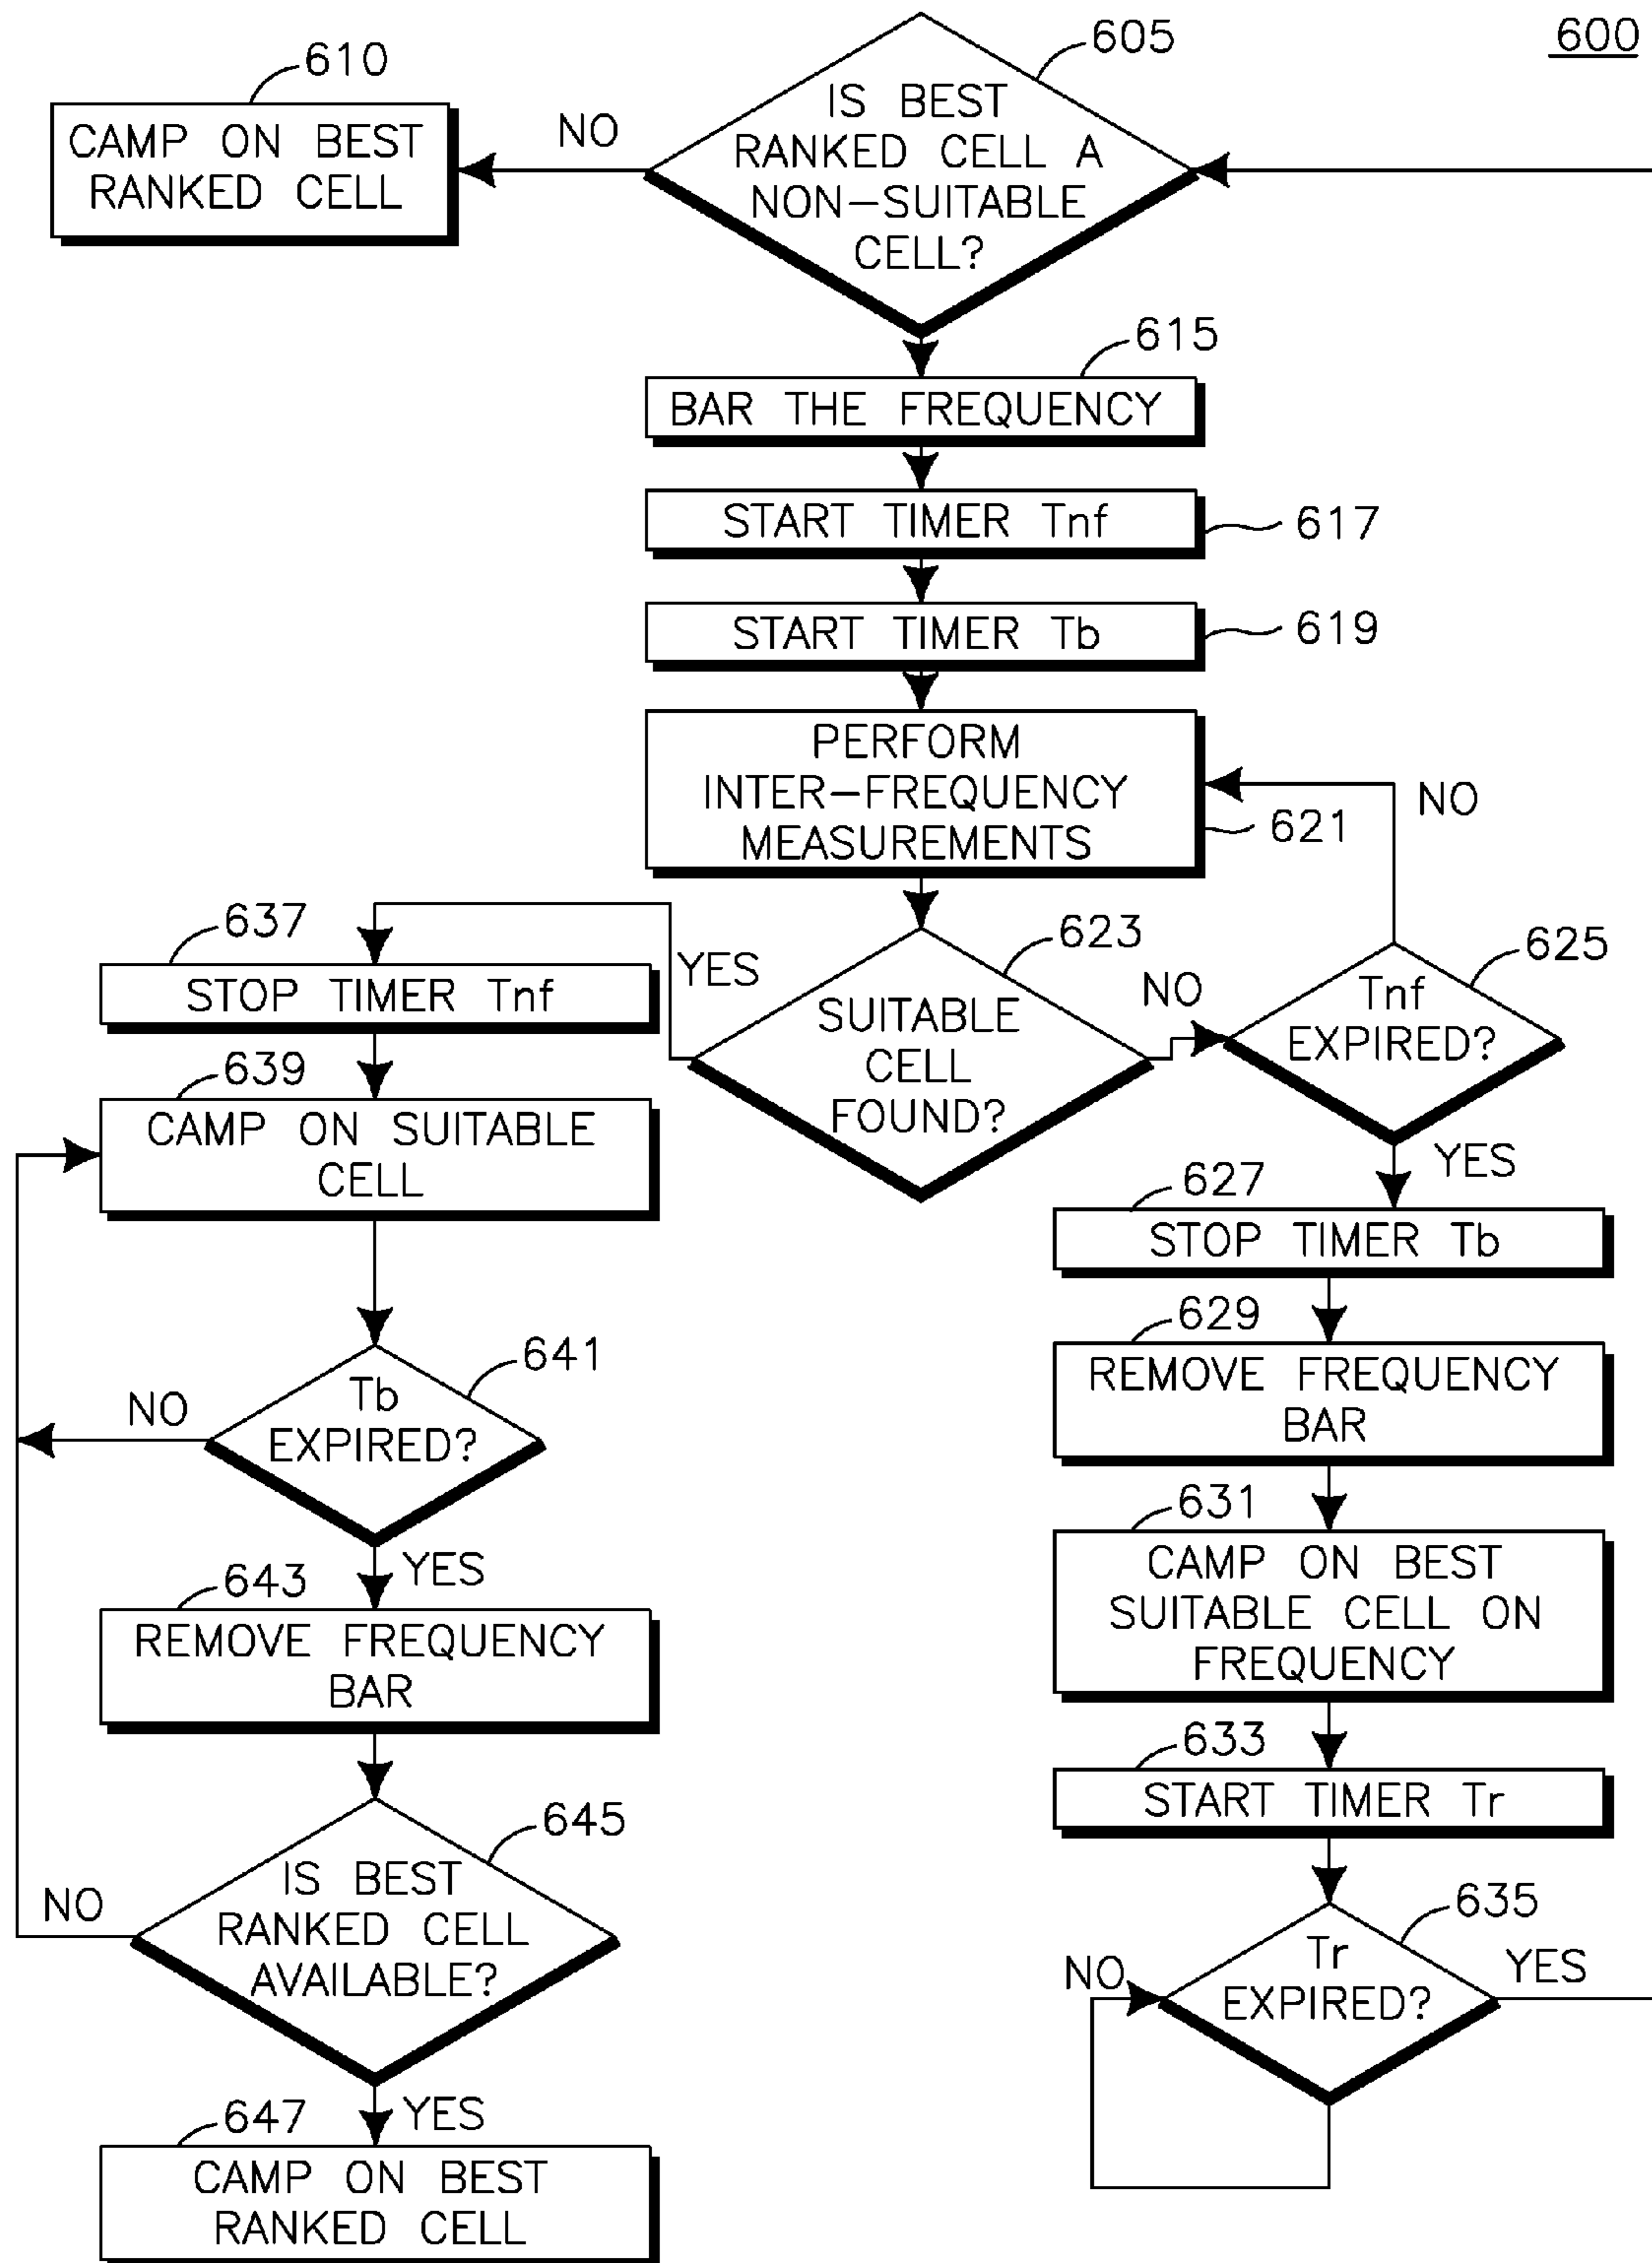 600
605
IS BEST
RANKED CELL A
NON-SUITABLE
CELL?
NO
610
CAMP ON BEST
RANKED CELL
615
BAR THE FREQUENCY
START TIMER Tnf
617
START TIMER Tb
619
PERFORM
INTER-FREQUENCY
MEASUREMENTS
621
NO
623
SUITABLE
CELL
FOUND?
YES
NO
625
Tnf
EXPIRED?
YES
637
STOP TIMER Tnf
639
CAMP ON SUITABLE
CELL
641
Tb
EXPIRED?
NO
YES
643
REMOVE FREQUENCY
BAR
645
IS BEST
RANKED CELL
AVAILABLE?
NO
YES
647
CAMP ON BEST
RANKED CELL
627
STOP TIMER Tb
629
REMOVE FREQUENCY
BAR
631
CAMP ON BEST
SUITABLE CELL ON
FREQUENCY
633
START TIMER Tr
635
Tr
EXPIRED?
NO
YES